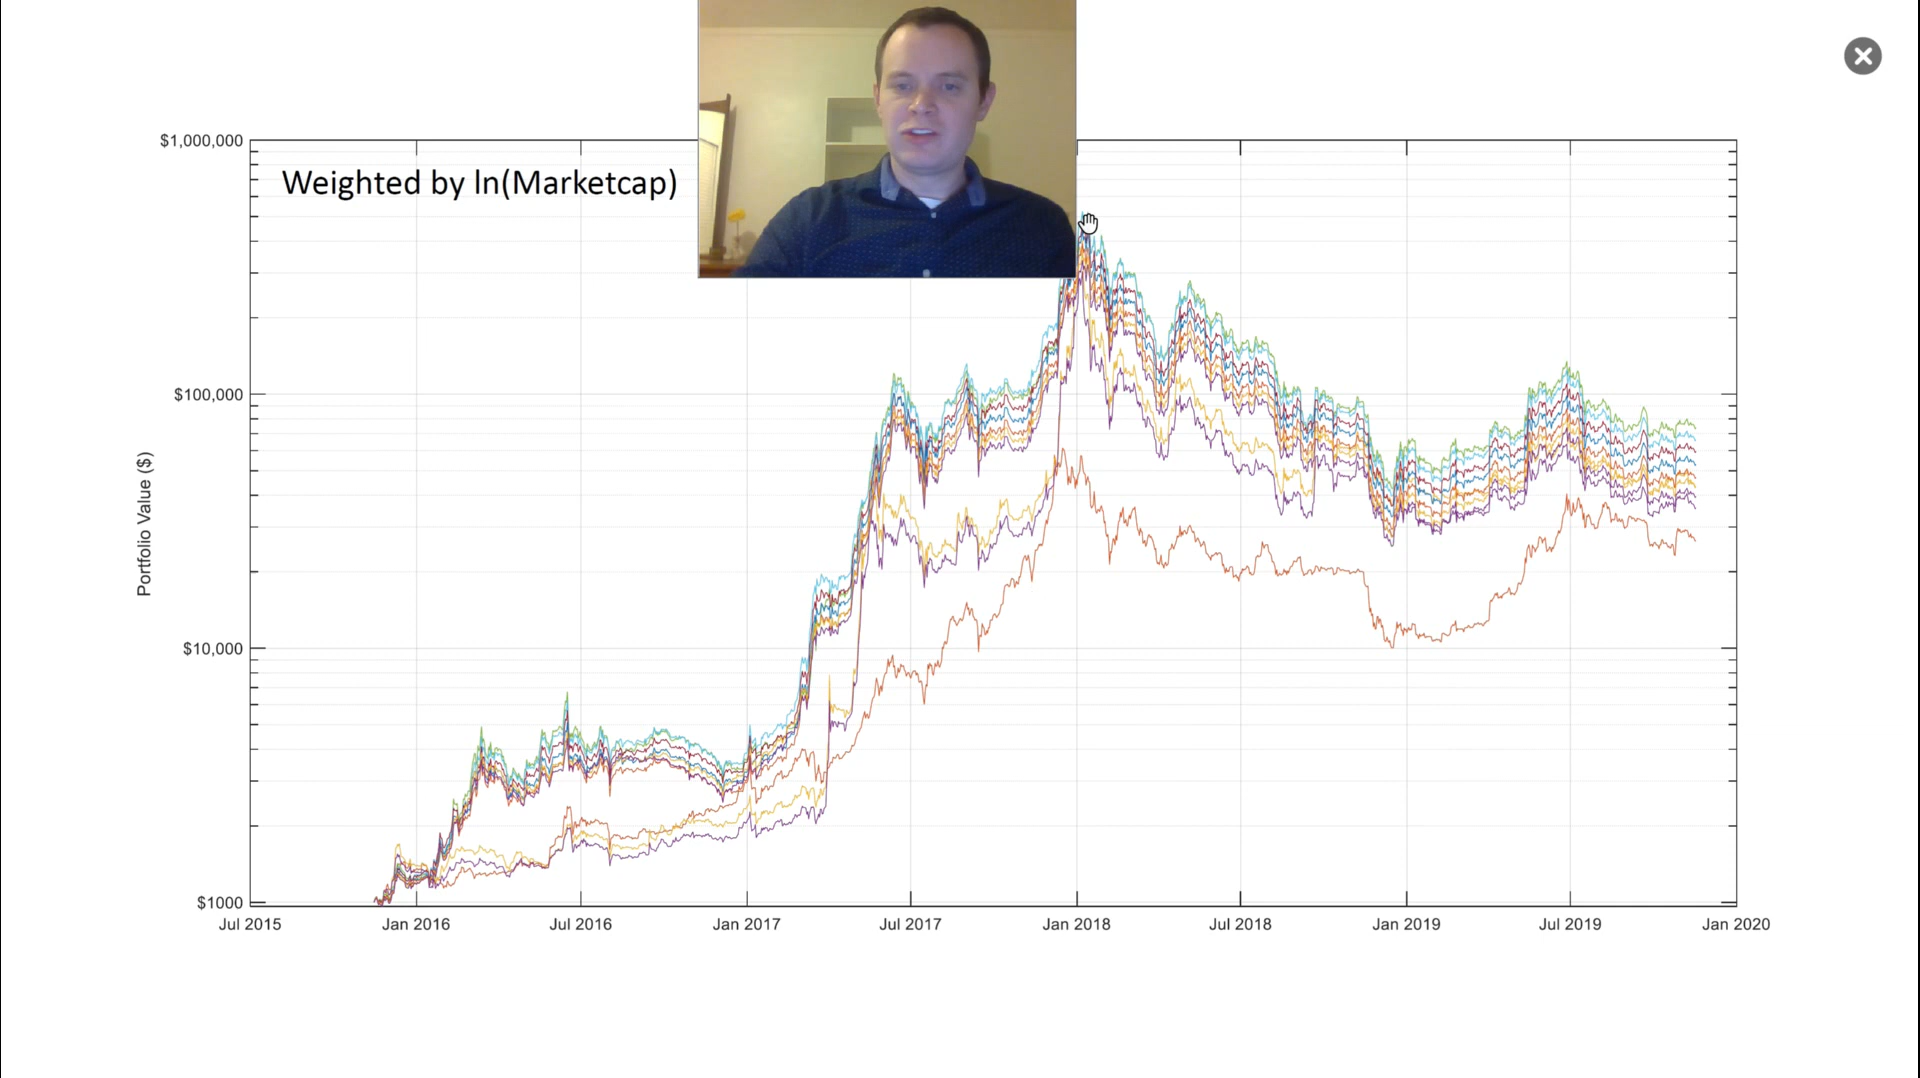 $1,000,000
Weighted by ln(Marketcap)
$100,000
Portfolio Value ($)
$10,000
$1000
Jul 2015
Jan 2016
Jul 2016
Jan 2017
Jul 2017
Jan 2018
Jul 2018
Jan 2019
Jul 2019
Jan 2020